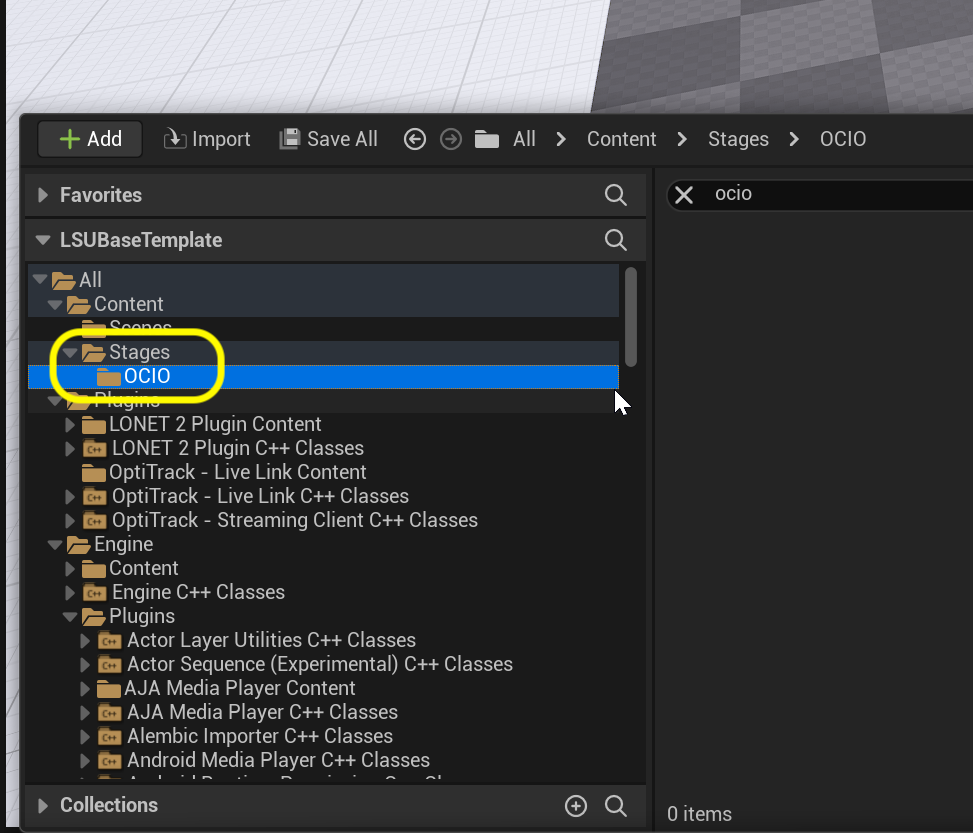 Add Import Save All All Content Stages OCIO
Favorites
ocio
LSUBaseTemplate
All
Content
Scenes
Stages
OCIO
Plugins
LONET 2 Plugin Content
C++ LONET 2 Plugin C++ Classes
OptiTrack - Live Link Content
C++ OptiTrack - Live Link C++ Classes
C++ OptiTrack - Streaming Client C++ Classes
Engine
Content
C++ Engine C++ Classes
Plugins
C++ Actor Layer Utilities C++ Classes
C++ Actor Sequence (Experimental) C++ Classes
AJA Media Player Content
C++ AJA Media Player C++ Classes
C++ Alembic Importer C++ Classes
C++ Android Media Player C++ Classes
Collections
0 items